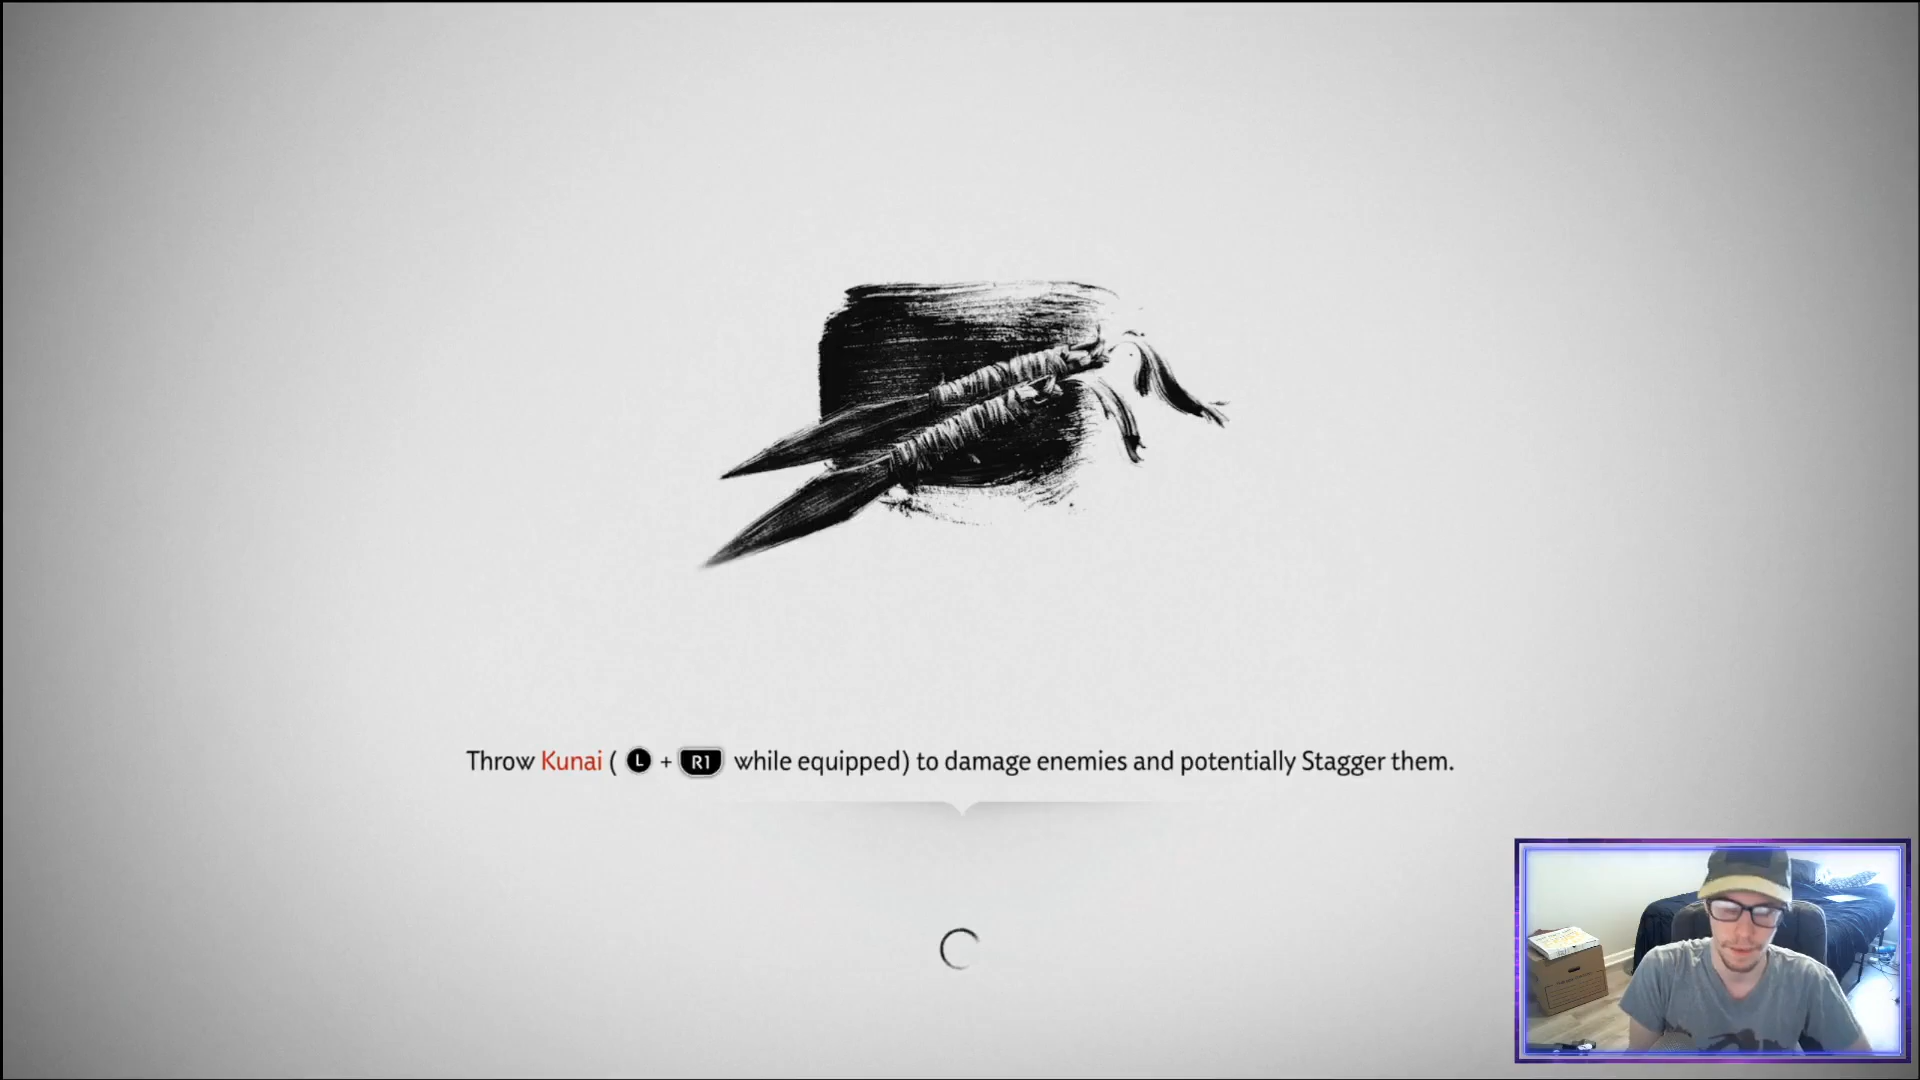 Throw Kunai ( L + R1 while equipped) to damage enemies and potentially Stagger them.